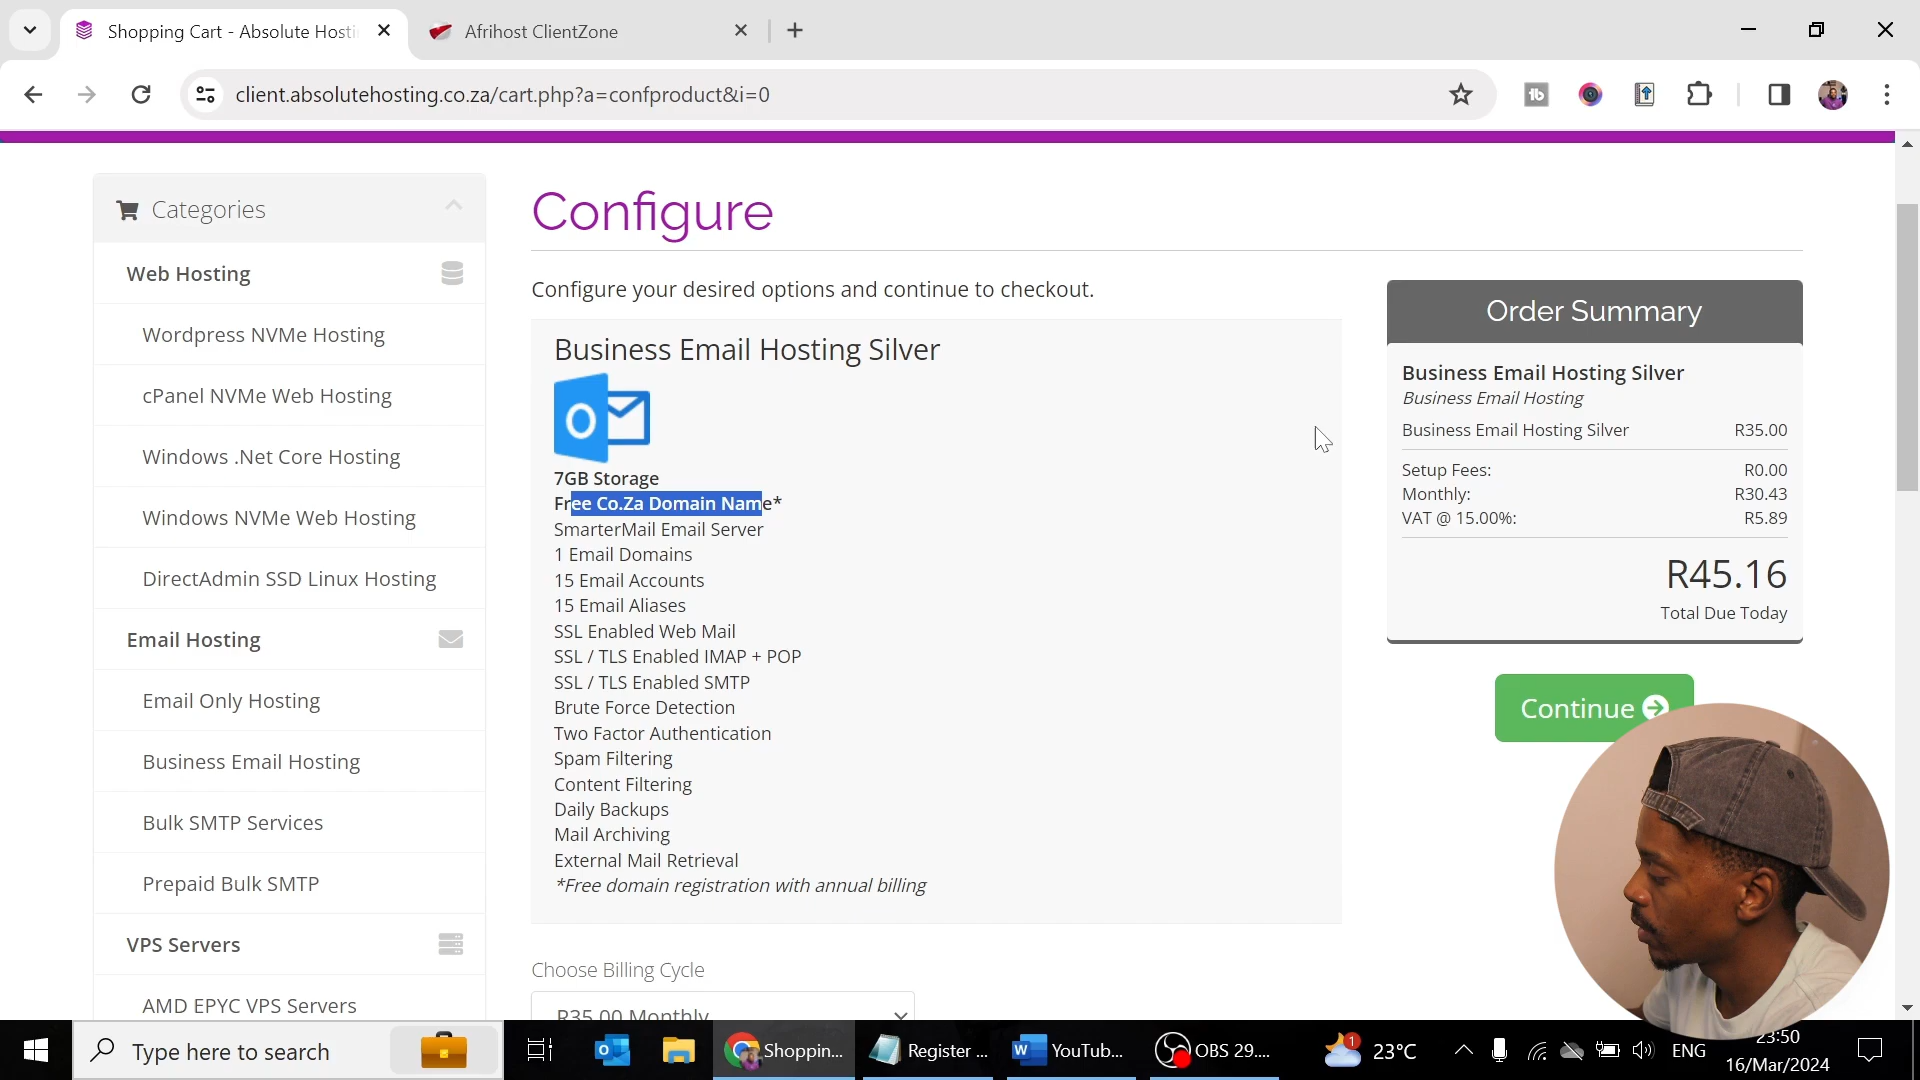 Shopping Cart - Absolute Hosti
Afrihost ClientZone
client.absolutehosting.co.za/cart.php?a=confproduct&i=0
Categories
Web Hosting
Wordpress NVMe Hosting
cPanel NVMe Web Hosting
Windows .Net Core Hosting
Windows NVMe Web Hosting
DirectAdmin SSD Linux Hosting
Email Hosting
Email Only Hosting
Business Email Hosting
Bulk SMTP Services
Prepaid Bulk SMTP
VPS Servers
AMD EPYC VPS Servers
Configure
Configure your desired options and continue to checkout.
Business Email Hosting Silver
7GB Storage
Free Co.Za Domain Name*
SmarterMail Email Server
1 Email Domains
15 Email Accounts
15 Email Aliases
SSL Enabled Web Mail
SSL / TLS Enabled IMAP + POP
SSL / TLS Enabled SMTP
Brute Force Detection
Two Factor Authentication
Spam Filtering
Content Filtering
Daily Backups
Mail Archiving
External Mail Retrieval
*Free domain registration with annual billing
Choose Billing Cycle
R35.00 Monthly
Order Summary
Business Email Hosting Silver
Business Email Hosting
Business Email Hosting Silver R35.00
Setup Fees: R0.00
Monthly: R30.43
VAT @ 15.00%: R5.89
R45.16
Total Due Today
Continue
Type here to search
Shoppin...
Register ...
YouTub...
OBS 29....
1
23°C
ENG
23:50
16/Mar/2024